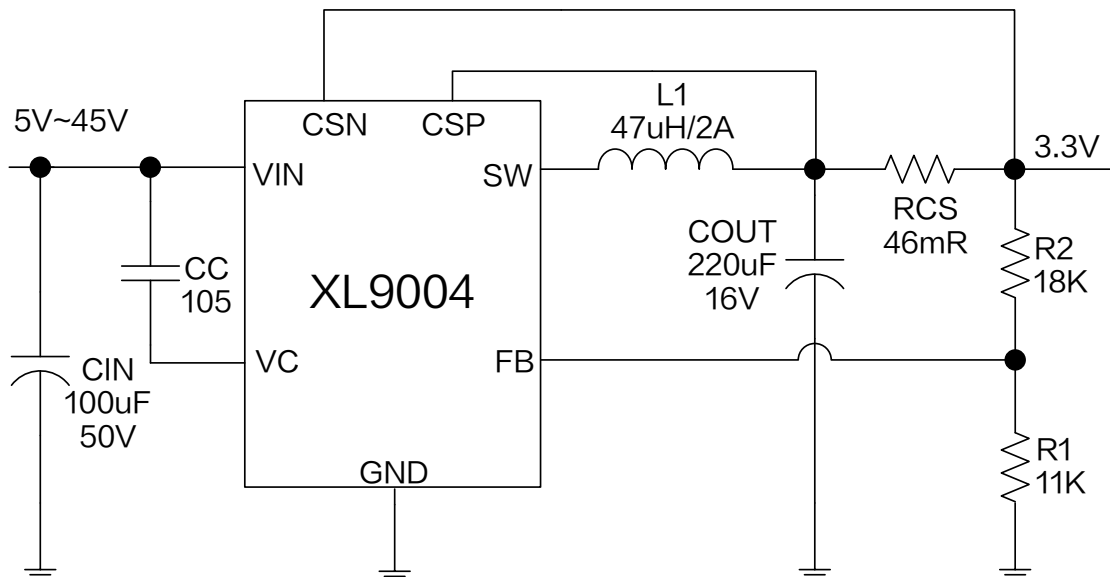 5V~45V
CSN
CSP
L1
47uH/2A
3.3V
VIN
SW
RCS
46mR
COUT
220uF
16V
R2
18K
CC
105
XL9004
VC
FB
CIN
100uF
50V
GND
R1
11K